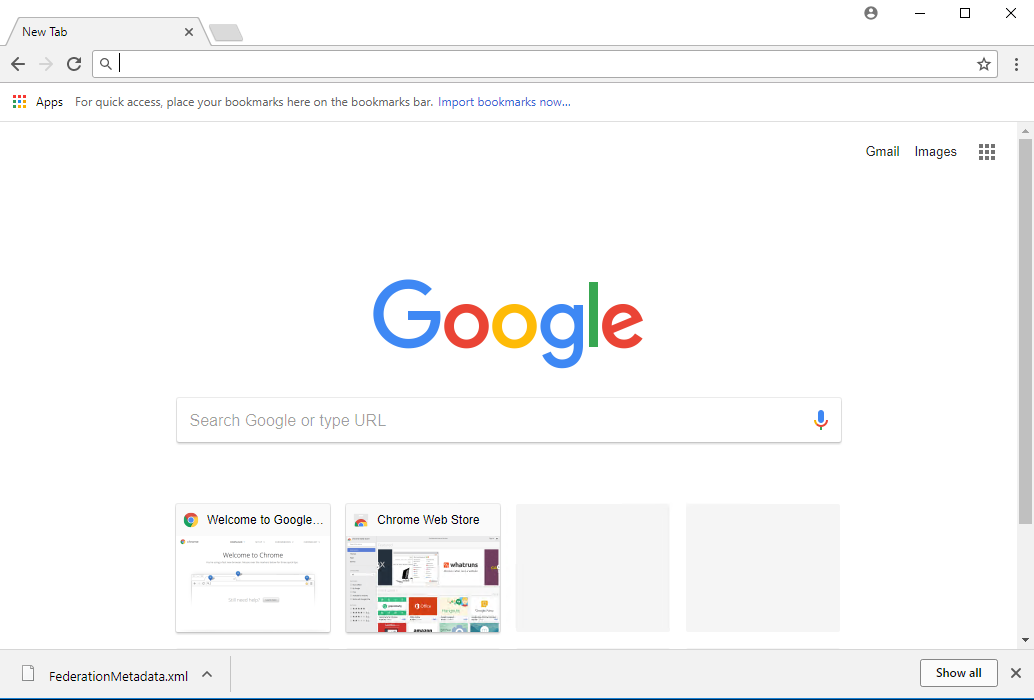 New Tab
Apps For quick access, place your bookmarks here on the bookmarks bar. Import bookmarks now...
Gmail Images
Google
Search Google or type URL
Welcome to Google... Chrome Web Store
Welcome to Chrome
whatruns
Office
FederationMetadata.xml Show all